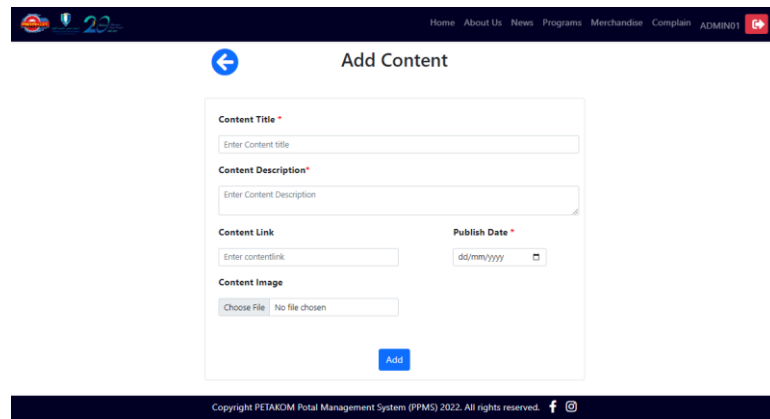 Home About Us News Programs Merchandise Complain ADMIN01
Add Content
Content Title *
Enter Content title
Content Description*
Enter Content Description
Content Link Publish Date *
Enter contentlink dd/mm/yyyy
Content Image
Choose File No file chosen
Add
Copyright PETAKOM Potal Management System (PPMS) 2022. All rights reserved.